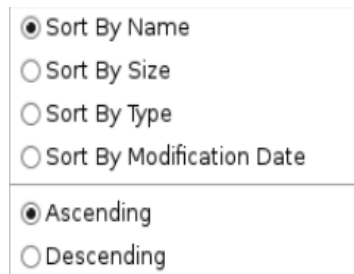 Sort By Name
Sort By Size
Sort By Type
Sort By Modification Date
Ascending
Descending